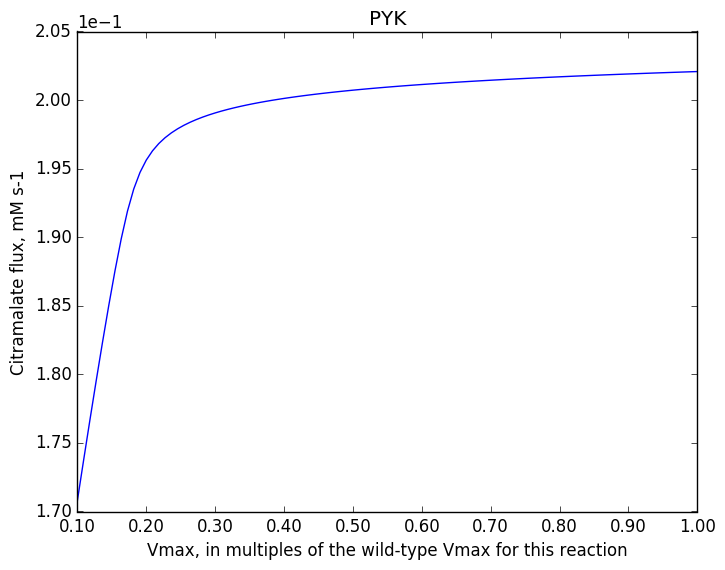 PYK
1e−1
2.05
2.00
1.95
1.90
1.85
1.80
1.75
1.70
Citramalate flux, mM s-1
0.10 0.20 0.30 0.40 0.50 0.60 0.70 0.80 0.90 1.00
Vmax, in multiples of the wild-type Vmax for this reaction